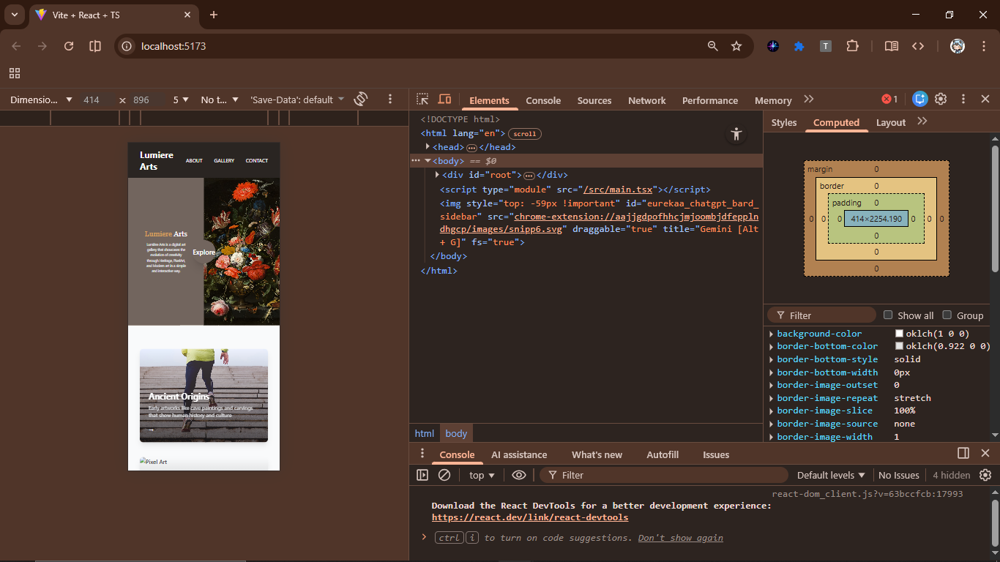 Vite + React + TS
localhost:5173
T
Dimensio... 414 × 896 5 No t... 'Save-Data': default
Elements Console Sources Network Performance Memory 1
<!DOCTYPE html>
<html lang="en"> scroll
<head> ··· </head>
··· <body> == $0
<div id="root"> ··· </div>
<script type="module" src="/src/main.tsx"></script>
<img style="top: -59px !important" id="eurekaa_chatgpt_bard_
sidebar" src="chrome-extension://aajjgdpofhhcjmjoombjdfeppln
dhgcp/images/snipp6.svg" draggable="true" title="Gemini [Alt
+ G]" fs="true">
</body>
</html>
html body
Styles Computed Layout
margin 0
border 0
padding 0
0 0 0 414×2254.190 0 0 0
0
0
0
Filter Show all Group
background-color oklch(1 0 0)
border-bottom-color oklch(0.922 0 0)
border-bottom-style solid
border-bottom-width 0px
border-image-outset 0
border-image-repeat stretch
border-image-slice 100%
border-image-source none
border-image-width 1
Lumiere
Arts
ABOUT GALLERY CONTACT
Lumiere Arts
Lumière Arts is a digital art
gallery that showcases the
evolution of creativity
through Heritage, PixelArt,
and Modern art in a simple
and interactive way.
Explore
Ancient Origins
Early artworks like cave paintings and carvings
that show human history and culture
→
Pixel Art
Console AI assistance What's new Autofill Issues
top Filter Default levels No Issues 4 hidden
react-dom_client.js?v=63bccfcb:17993
Download the React DevTools for a better development experience:
https://react.dev/link/react-devtools
ctrl i to turn on code suggestions. Don't show again